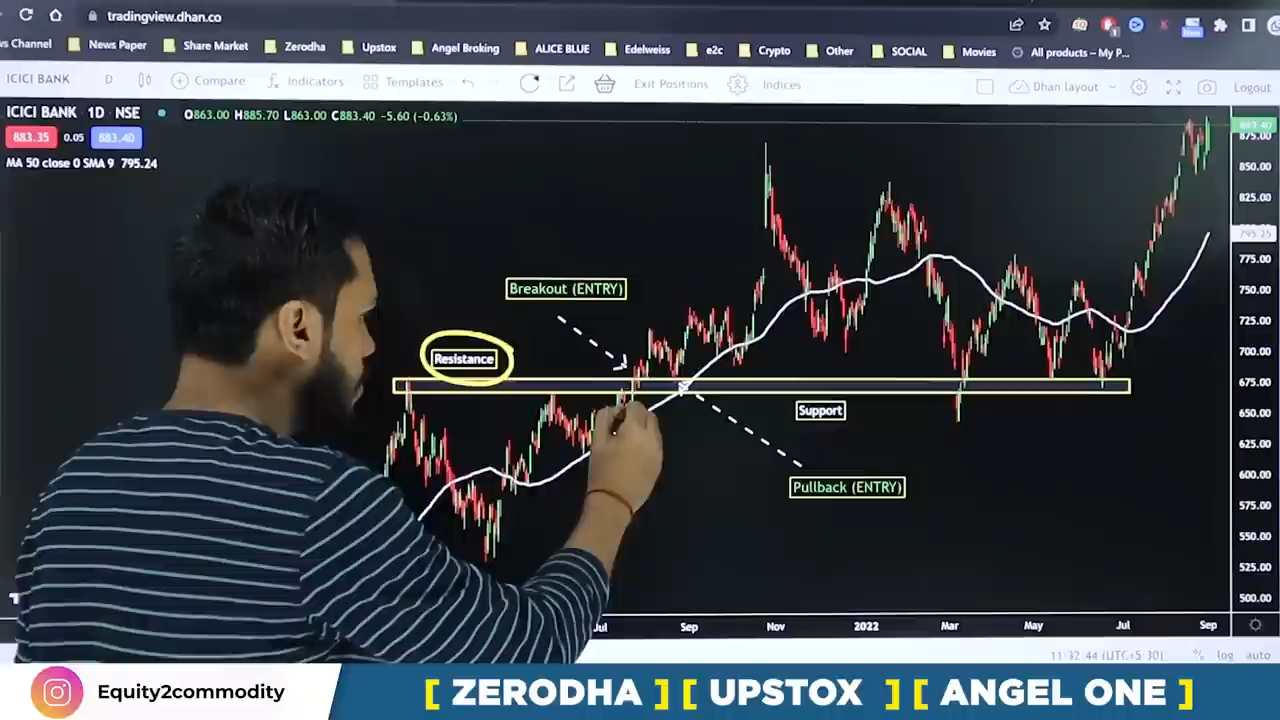 tradingview.dhan.co
ws Channel News Paper Share Market Zerodha Upstox Angel Broking ALICE BLUE Edelweiss e2c Crypto Other SOCIAL Movies All products – My P...
ICICI BANK D Compare Indicators Templates Exit Positions Indices Dhan layout Logout
ICICI BANK 1D NSE O863.00 H885.70 L863.00 C883.40 -5.60 (-0.63%)
883.35 0.05 883.40
MA 50 close 0 SMA 9 795.24
883.40
875.00
850.00
825.00
795.25
775.00
750.00
725.00
700.00
675.00
650.00
625.00
600.00
575.00
550.00
525.00
500.00
Breakout (ENTRY)
Resistance
Support
Pullback (ENTRY)
Jul Sep Nov 2022 Mar May Jul Sep
11:32:44 (UTC+5:30) % log auto
Equity2commodity
[ ZERODHA ] [ UPSTOX ] [ ANGEL ONE ]